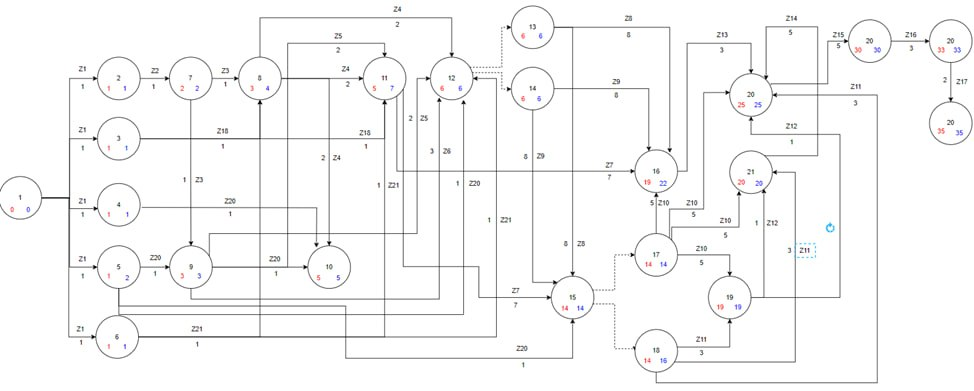 Z4
2
13
6 6
Z8
8
Z14
5
Z15
5
20
30 30
Z16
3
20
33 33
Z5
2
Z13
3
Z1
1
2
1 1
Z2
1
7
2 2
Z3
1
8
3 4
Z4
2
11
5 7
12
6 6
14
6 6
Z9
8
20
25 25
2
Z17
Z11
3
20
35 35
2
Z5
Z1
1
3
1 1
Z18
1
Z18
1
Z12
1
2
Z4
3
Z6
8
Z9
Z7
7
16
19 22
21
20 20
1
Z3
1
Z21
1
Z20
1
0 0
Z1
1
4
1 1
Z20
1
5
Z10
Z10
5
Z10
5
1
Z21
1
Z12
Z1
1
5
1 2
Z20
1
9
3 3
Z20
1
10
5 5
8
Z8
17
14 14
Z10
5
3
Z11
Z7
7
15
14 14
19
19 19
Z1
1
6
1 1
Z21
1
Z20
1
18
14 16
Z11
3